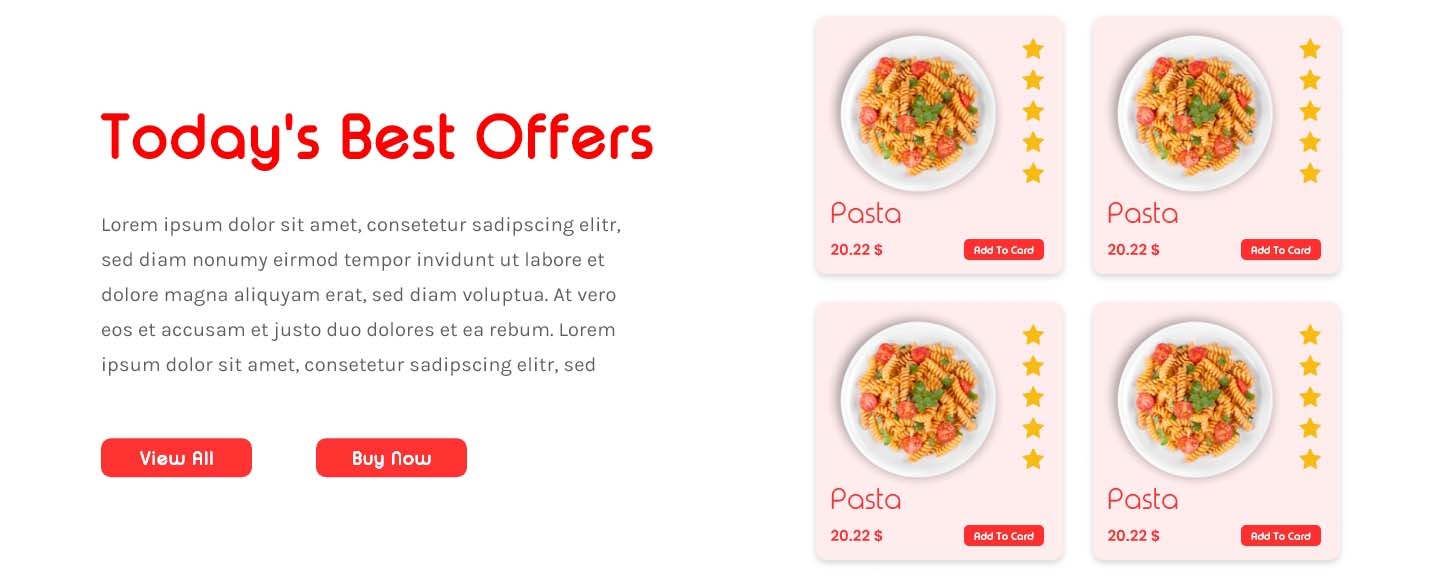 Today's Best Offers
Lorem ipsum dolor sit amet, consetetur sadipscing elitr,
sed diam nonumy eirmod tempor invidunt ut labore et
dolore magna aliquyam erat, sed diam voluptua. At vero
eos et accusam et justo duo dolores et ea rebum. Lorem
ipsum dolor sit amet, consetetur sadipscing elitr, sed
View All
Buy Now
Pasta
20.22 $
Add To Card
Pasta
20.22 $
Add To Card
Pasta
20.22 $
Add To Card
Pasta
20.22 $
Add To Card